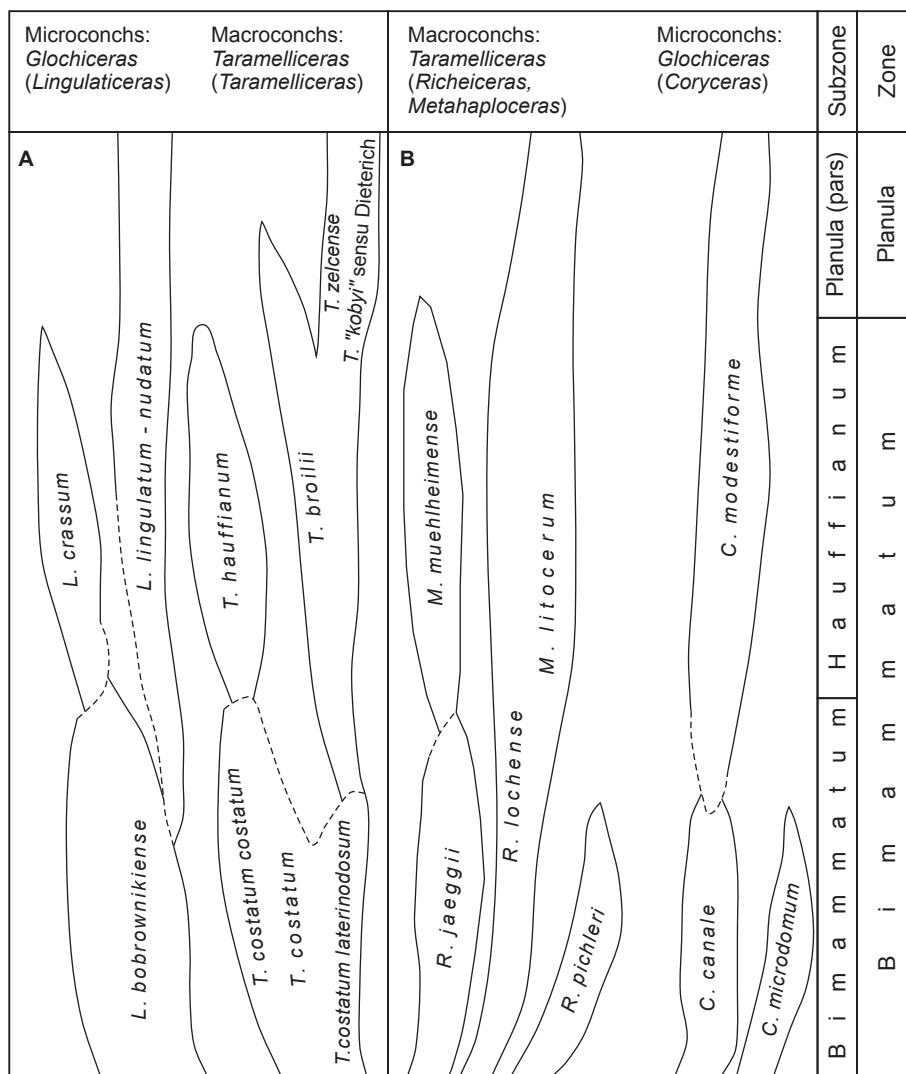 Microconchs:
Glochiceras
(Lingulaticeras)
Macroconchs:
Taramelliceras
(Taramelliceras)
Macroconchs:
Taramelliceras
(Richeiceras,
Metahaploceras)
Microconchs:
Glochiceras
(Coryceras)
Subzone
Zone
A
B
L. crassum
L. bobrownikiense
L. lingulatum - nudatum
T. hauffianum
T. costatum costatum
T. costatum
T. costatum laterinodosum
T. broilii
T. zelcense
T. "kobyi" sensu Dieterich
M. muehlheimense
R. jaeggii
R. lochense
M. litocerum
R. pichleri
C. modestiforme
C. canale
C. microdomum
Planula (pars)
Hauffianum
Bimammatum
Planula
Bimammatum